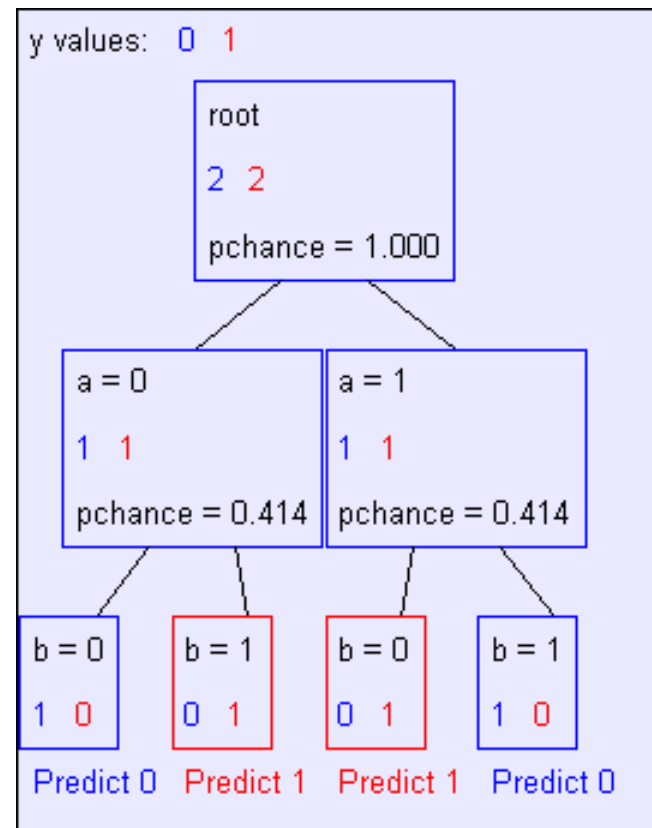 y values: 0 1
root
2 2
pchance = 1.000
a = 0
1 1
pchance = 0.414
a = 1
1 1
pchance = 0.414
b = 0
1 0
Predict 0
b = 1
0 1
Predict 1
b = 0
0 1
Predict 1
b = 1
1 0
Predict 0